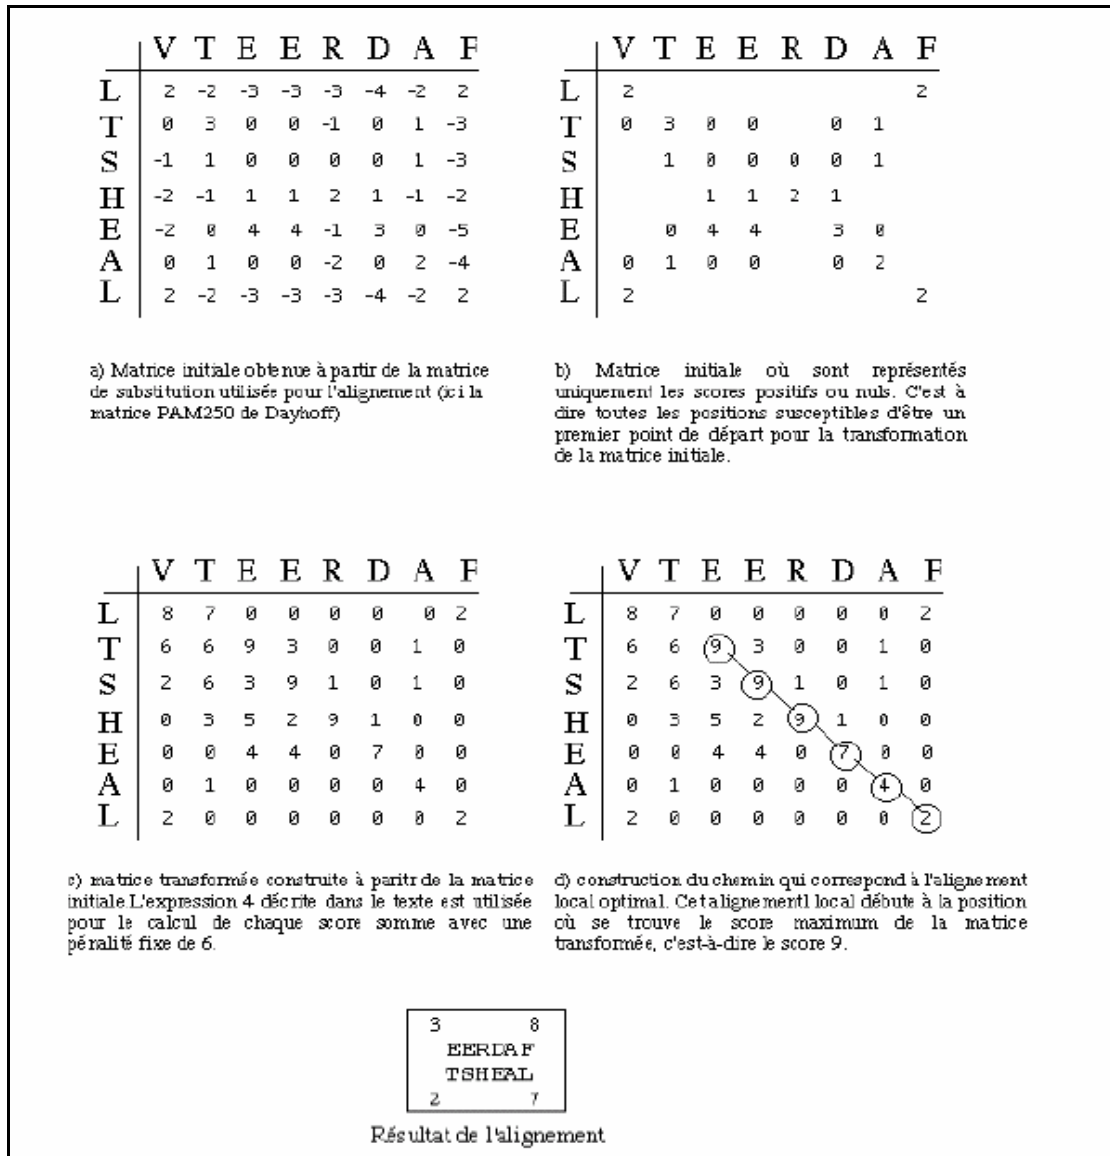 V T E E R D A F
L 2 -2 -3 -3 -3 -4 -2 2
T 0 3 0 0 -1 0 1 -3
S -1 1 0 0 0 0 1 -3
H -2 -1 1 1 2 1 -1 -2
E -2 0 4 4 -1 3 0 -5
A 0 1 0 0 -2 0 2 -4
L 2 -2 -3 -3 -3 -4 -2 2
V T E E R D A F
L 2 2
T 0 3 0 0 0 1
S 1 0 0 0 0 1
H 1 1 2 1
E 0 4 4 3 0
A 0 1 0 0 0 2
L 2 2
a) Matrice initiale obtenue à partir de la matrice
de substitution utilisée pour l'alignement (ici la
matrice PAM250 de Dayhoff)
b) Matrice initiale où sont représentés
uniquement les scores positifs ou nuls. C'est à
dire toutes les positions susceptibles d'être un
premier point de départ pour la transformation
de la matrice initiale.
V T E E R D A F
L 8 7 0 0 0 0 0 2
T 6 6 9 3 0 0 1 0
S 2 6 3 9 1 0 1 0
H 0 3 5 2 9 1 0 0
E 0 0 4 4 0 7 0 0
A 0 1 0 0 0 0 4 0
L 2 0 0 0 0 0 0 2
V T E E R D A F
L 8 7 0 0 0 0 0 2
T 6 6 9 3 0 0 1 0
S 2 6 3 9 1 0 1 0
H 0 3 5 2 9 1 0 0
E 0 0 4 4 0 7 0 0
A 0 1 0 0 0 0 4 0
L 2 0 0 0 0 0 0 2
c) matrice transformée construite à paritr de la matrice
initiale.L'expression 4 décrite dans le texte est utilisée
pour le calcul de chaque score somme avec une
pénalité fixe de 6.
d) construction du chemin qui correspond à l'alignement
local optimal. Cet alignementl local débute à la position
où se trouve le score maximum de la matrice
transformée, c'est-à-dire le score 9.
3 8
EERDAF
TSHEAL
2 7
Résultat de l'alignement